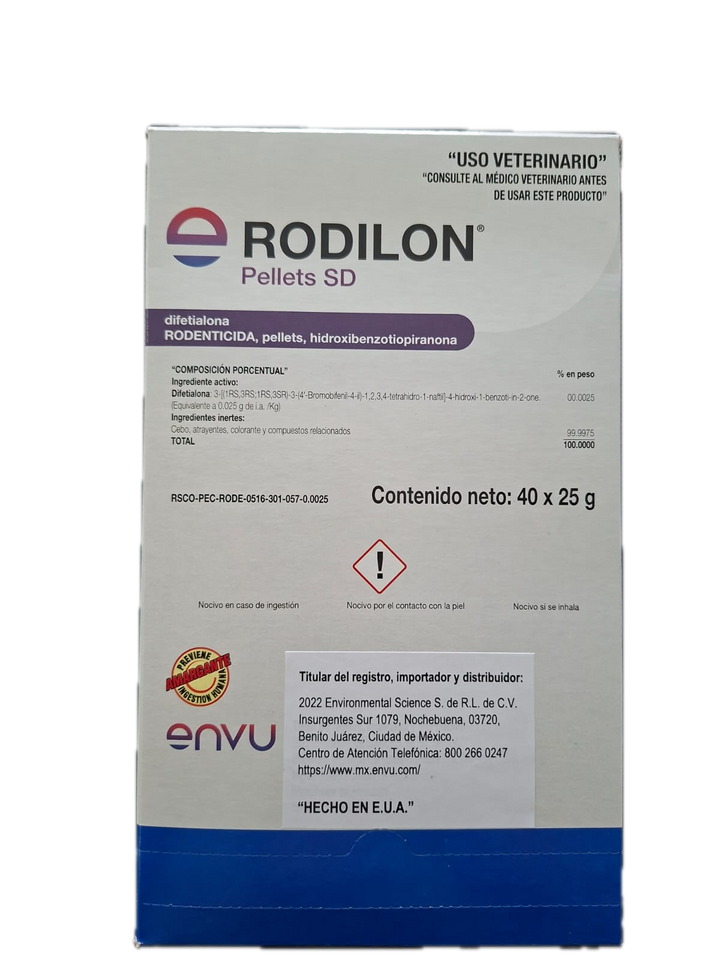 “USO VETERINARIO”
“CONSULTE AL MÉDICO VETERINARIO ANTES
DE USAR ESTE PRODUCTO”
RODILON®
Pellets SD
difetialona
RODENTICIDA, pellets, hidroxibenzotiopiranona
“COMPOSICIÓN PORCENTUAL”
% en peso
Ingrediente activo:
Difetialona: 3-[(1RS,3RS;1RS,3SR)-3-(4'-Bromobifenil-4-il)-1,2,3,4-tetrahidro-1-naftil]-4-hidroxi-1-benzoti-in-2-one. 00.0025
(Equivalente a 0.025 g de i.a. /Kg)
Ingredientes inertes:
Cebo, atrayentes, colorante y compuestos relacionados 99.9975
TOTAL 100.0000
RSCO-PEC-RODE-0516-301-057-0.0025
Contenido neto: 40 x 25 g
!
Nocivo en caso de ingestión
Nocivo por el contacto con la piel
Nocivo si se inhala
PREVIENE
AMARGANTE
INGESTION HUMANA
envu
Titular del registro, importador y distribuidor:
2022 Environmental Science S. de R.L. de C.V.
Insurgentes Sur 1079, Nochebuena, 03720,
Benito Juárez, Ciudad de México.
Centro de Atención Telefónica: 800 266 0247
https://www.mx.envu.com/
“HECHO EN E.U.A.”